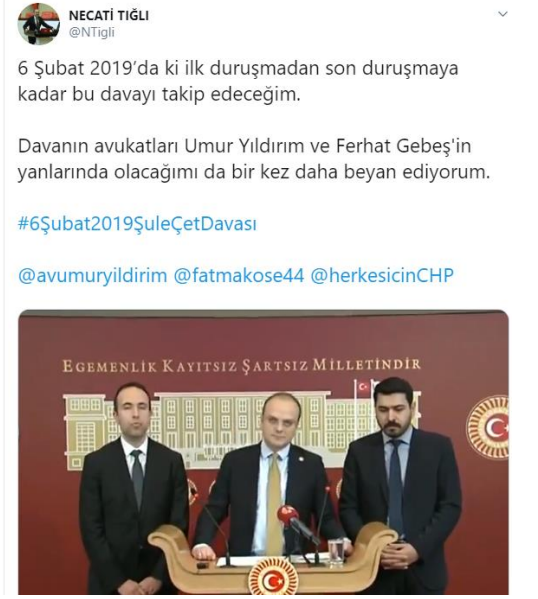 NECATİ TIĞLI
@NTigli
6 Şubat 2019'da ki ilk duruşmadan son duruşmaya
kadar bu davayı takip edeceğim.
Davanın avukatları Umur Yıldırım ve Ferhat Gebeş'in
yanlarında olacağımı da bir kez daha beyan ediyorum.
#6Şubat2019ŞuleÇetDavası
@avumuryildirim @fatmakose44 @herkesicinCHP
EGEMENLİK KAYITSIZ ŞARTSIZ MİLLETİNDİR